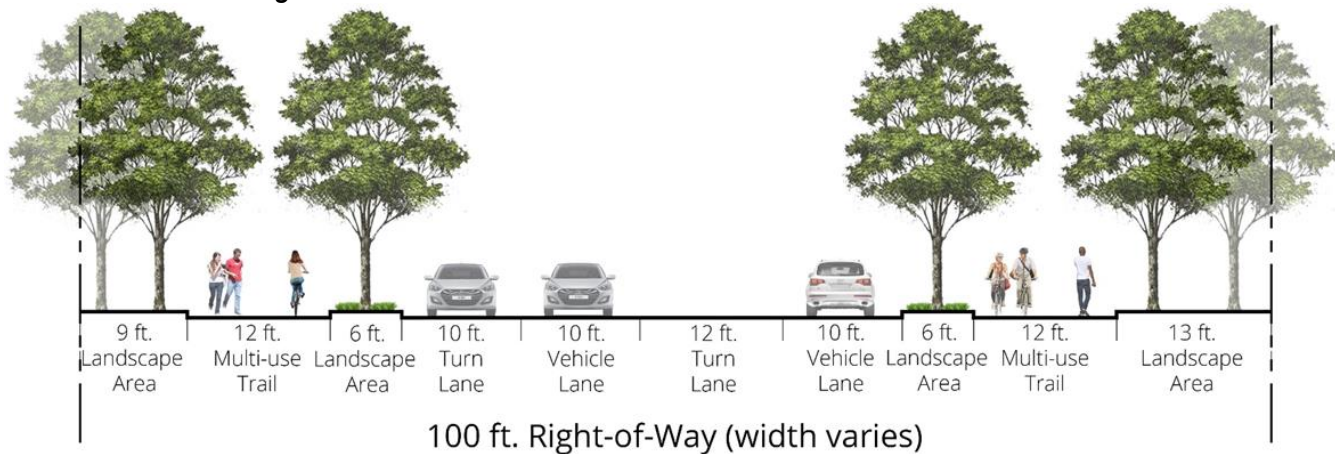 9 ft.
Landscape
Area
12 ft.
Multi-use
Trail
6 ft.
Landscape
Area
10 ft.
Turn
Lane
10 ft.
Vehicle
Lane
12 ft.
Turn
Lane
10 ft.
Vehicle
Lane
6 ft.
Landscape
Area
12 ft.
Multi-use
Trail
13 ft.
Landscape
Area
100 ft. Right-of-Way (width varies)